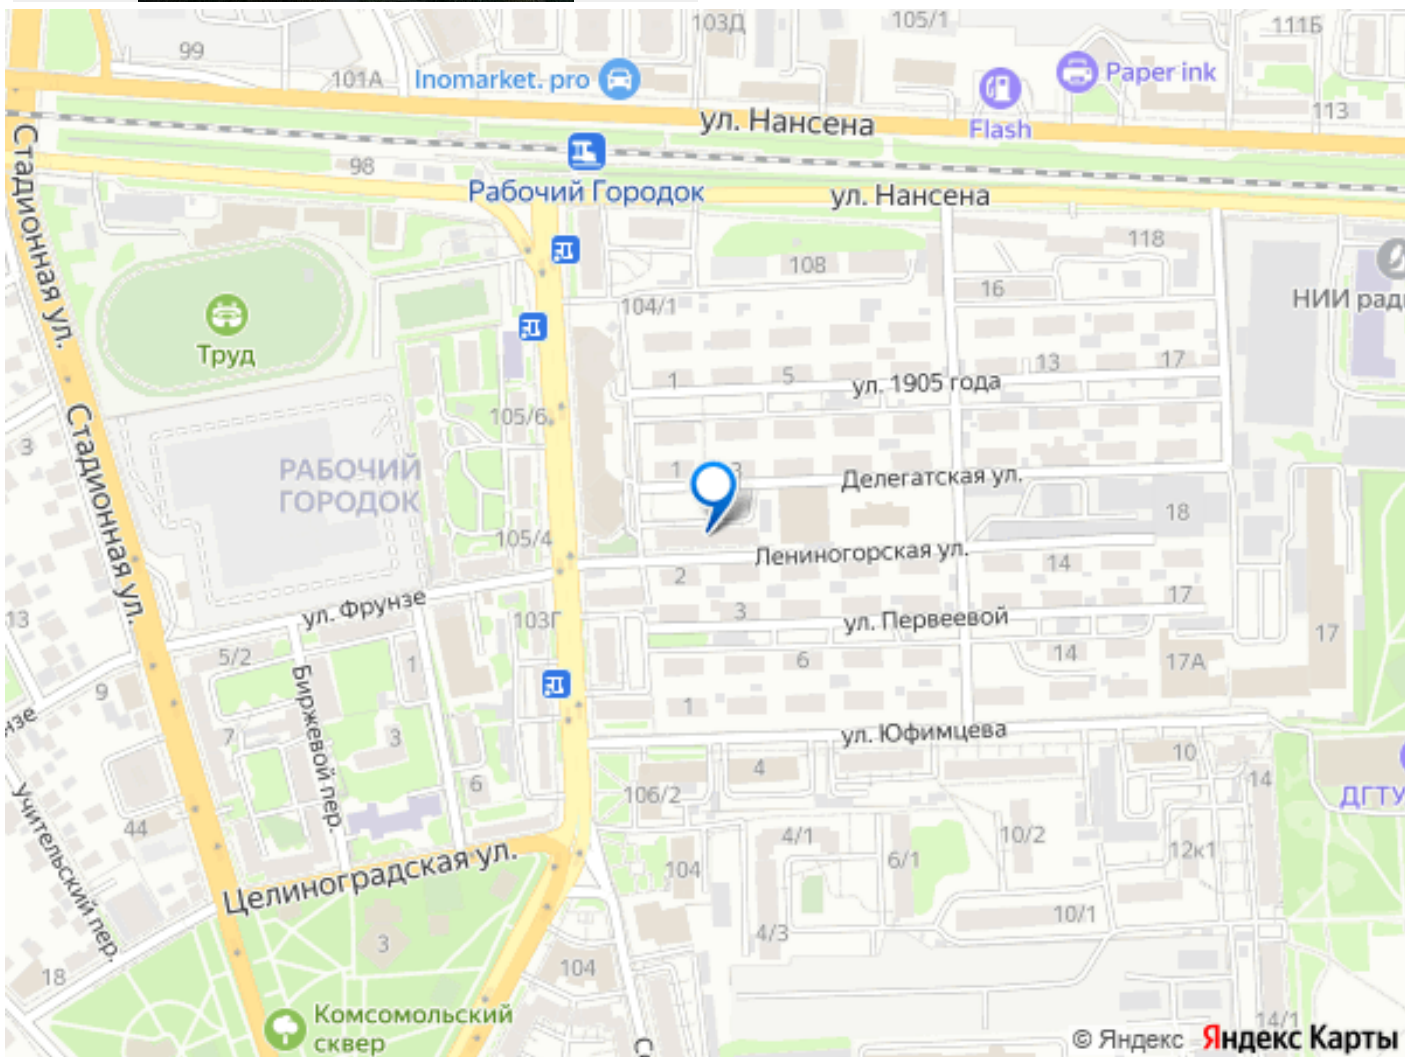 103Д
105/1
111Б
99
101А
Inomarket. pro
Paper ink
Flash
113
ул. Нансена
Стадионная ул.
98
Рабочий Городок
ул. Нансена
118
108
16
НИИ рад
104/1
Труд
1
5
ул. 1905 года
13
17
105/6
Стадионная ул.
3
РАБОЧИЙ
ГОРОДОК
1
3
Делегатская ул.
18
105/4
Лениногорская ул.
2
14
ул. Фрунзе
103Г
3
ул. Первеевой
17
13
17
5/2
1
6
14
17А
9
Биржевой пер.
1
нзе
7
3
ул. Юфимцева
10
4
14
6
106/2
ДГТУ
Учительский пер.
44
4/1
10/2
6/1
12к1
Целиноградская ул.
104
10/1
3
4/3
18
104
Комсомольский
сквер
Со
14/1
© Яндекс Яндекс Карты